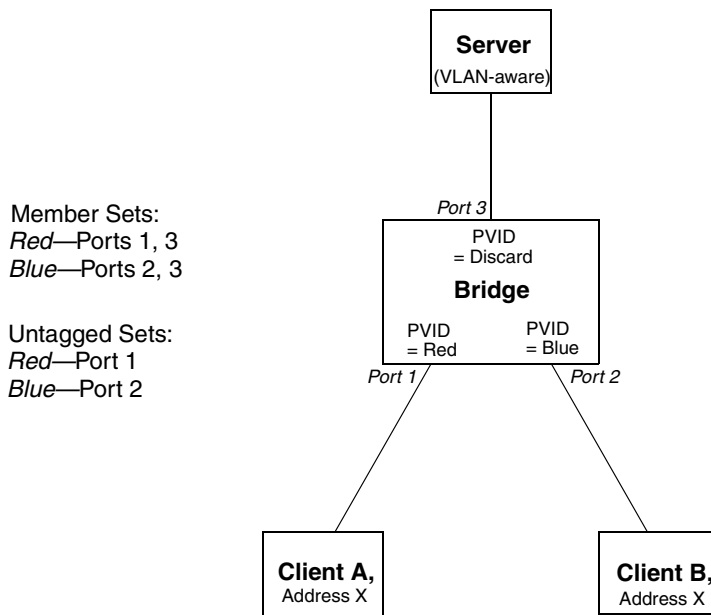 Server
(VLAN-aware)
Port 3
Member Sets:
Red—Ports 1, 3
Blue—Ports 2, 3
Untagged Sets:
Red—Port 1
Blue—Port 2
PVID
= Discard
Bridge
PVID
= Red
PVID
= Blue
Port 1
Port 2
Client A,
Address X
Client B,
Address X